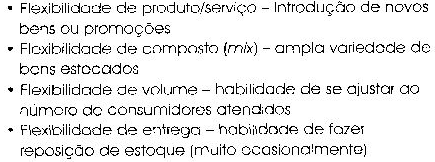 • Flexibilidade de produto/serviço – Introdução de novos
bens ou promoções
• Flexibilidade de composto (mix) – ampla variedade de
bens estocados
• Flexibilidade de volume – habilidade de se ajustar ao
número de consumidores atendidos
• Flexibilidade de entrega – habilidade de fazer
reposição de estoque (muito ocasionalmente)